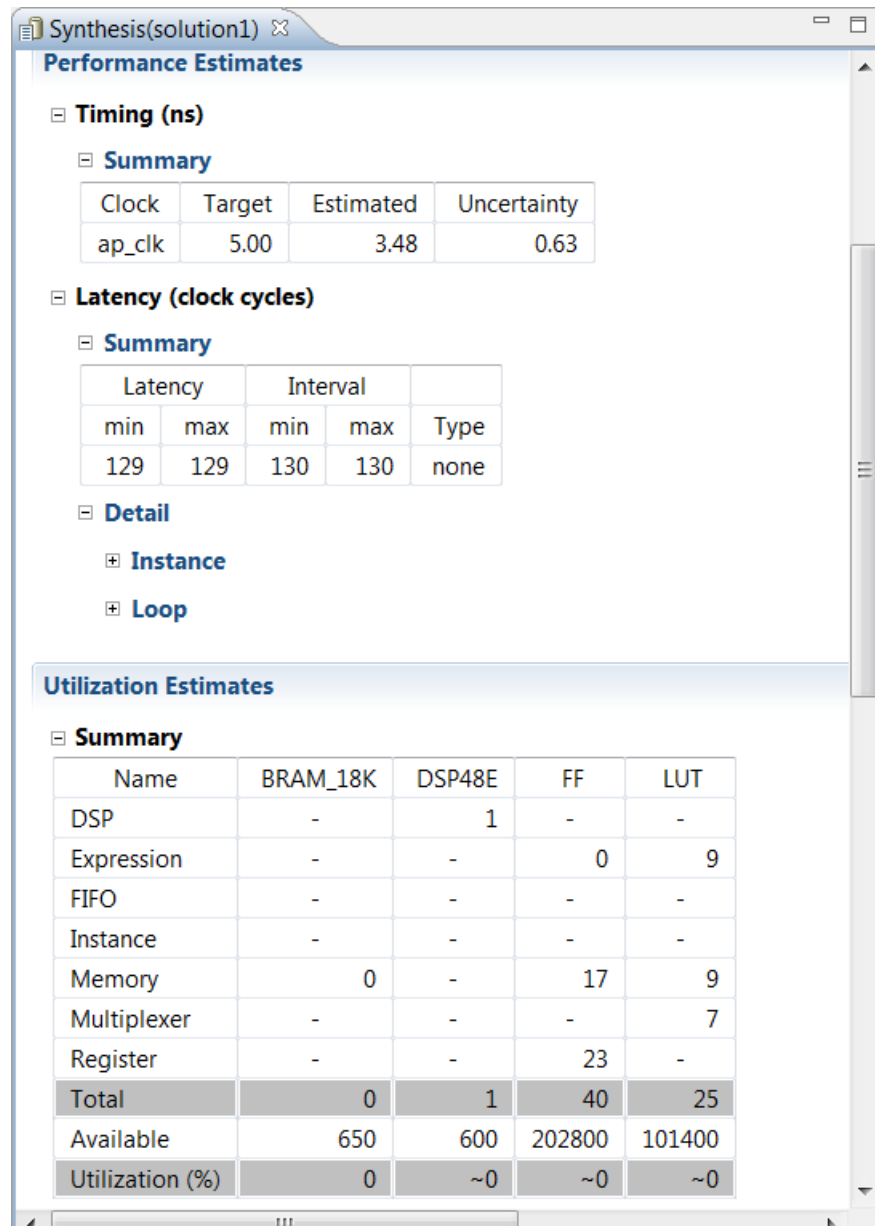 Synthesis(solution1)
Performance Estimates
Timing (ns)
Summary
Clock Target Estimated Uncertainty
ap_clk 5.00 3.48 0.63
Latency (clock cycles)
Summary
Latency Interval
min max min max Type
129 129 130 130 none
Detail
Instance
Loop
Utilization Estimates
Summary
Name BRAM_18K DSP48E FF LUT
DSP - 1 - -
Expression - - 0 9
FIFO - - - -
Instance - - - -
Memory 0 - 17 9
Multiplexer - - - 7
Register - - 23 -
Total 0 1 40 25
Available 650 600 202800 101400
Utilization (%) 0 ~0 ~0 ~0